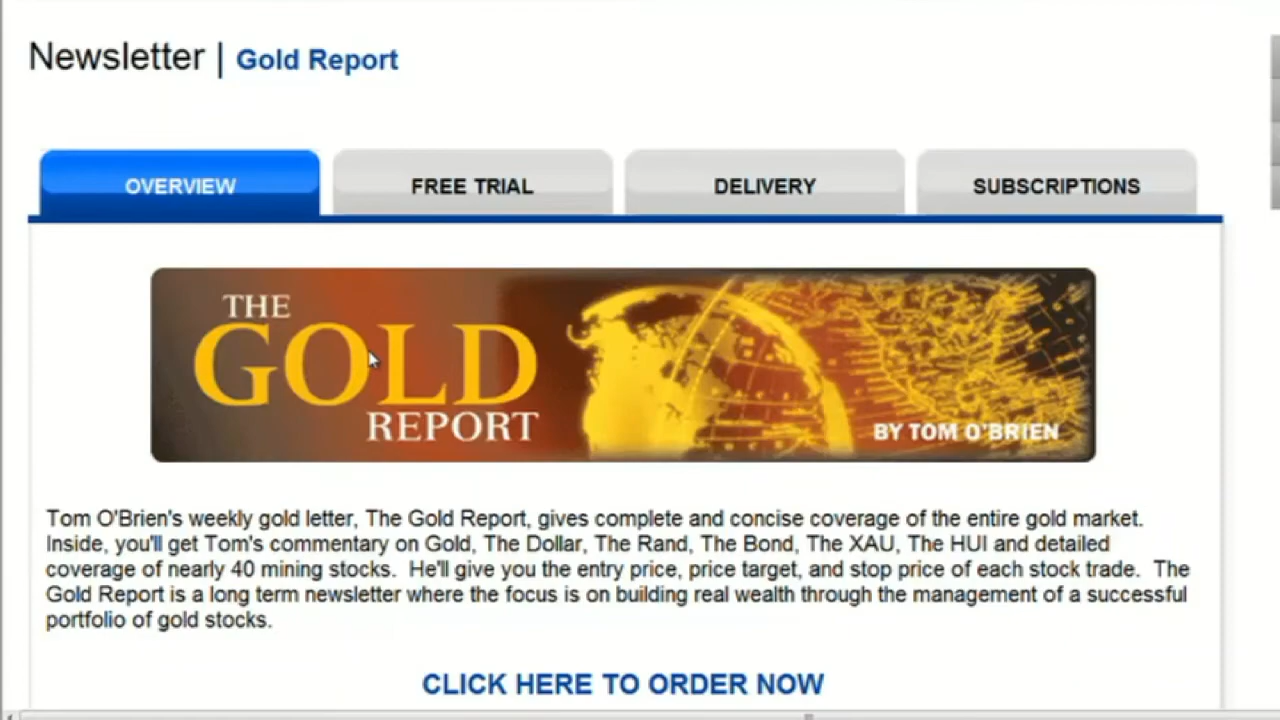 Newsletter | Gold Report
OVERVIEW
FREE TRIAL
DELIVERY
SUBSCRIPTIONS
THE
GOLD
REPORT
BY TOM O'BRIEN
Tom O'Brien's weekly gold letter, The Gold Report, gives complete and concise coverage of the entire gold market.
Inside, you'll get Tom's commentary on Gold, The Dollar, The Rand, The Bond, The XAU, The HUI and detailed
coverage of nearly 40 mining stocks.  He'll give you the entry price, price target, and stop price of each stock trade.  The
Gold Report is a long term newsletter where the focus is on building real wealth through the management of a successful
portfolio of gold stocks.
CLICK HERE TO ORDER NOW